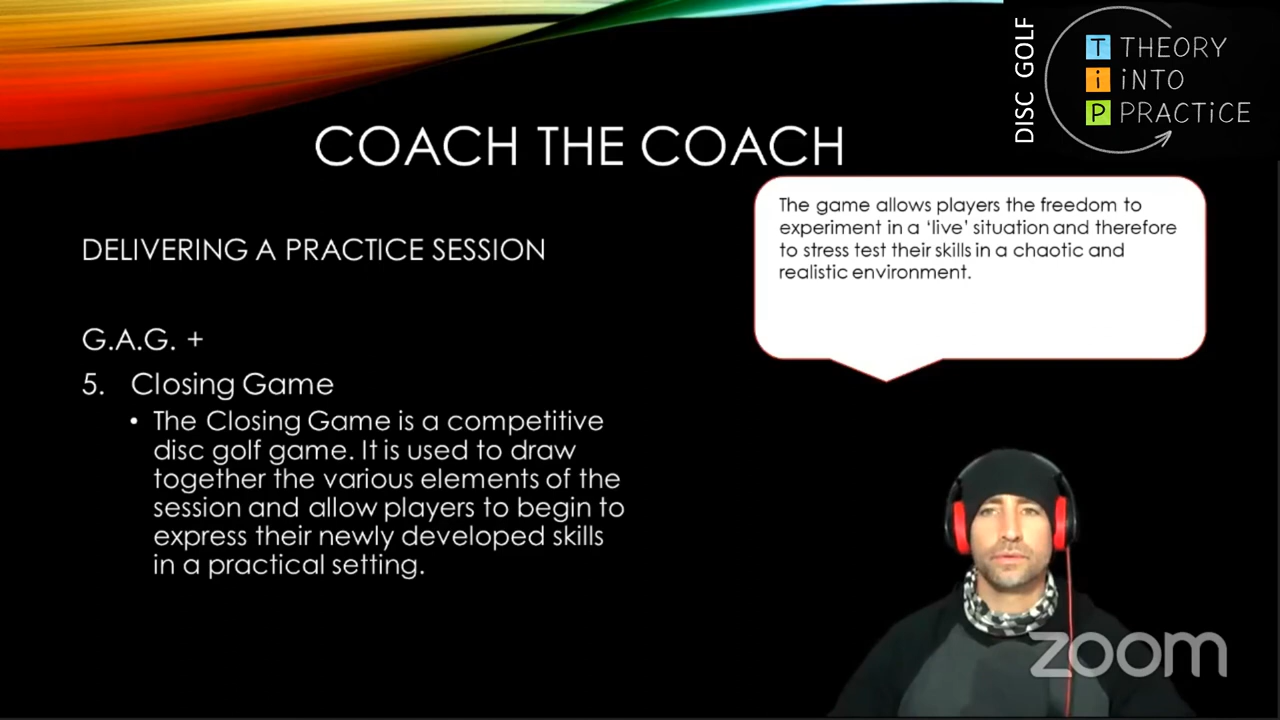 DISC GOLF
T THEORY
i iNTO
P PRACTiCE
COACH THE COACH
The game allows players the freedom to
experiment in a ‘live’ situation and therefore
to stress test their skills in a chaotic and
realistic environment.
DELIVERING A PRACTICE SESSION
G.A.G. +
5. Closing Game
• The Closing Game is a competitive
disc golf game. It is used to draw
together the various elements of the
session and allow players to begin to
express their newly developed skills
in a practical setting.
zoom